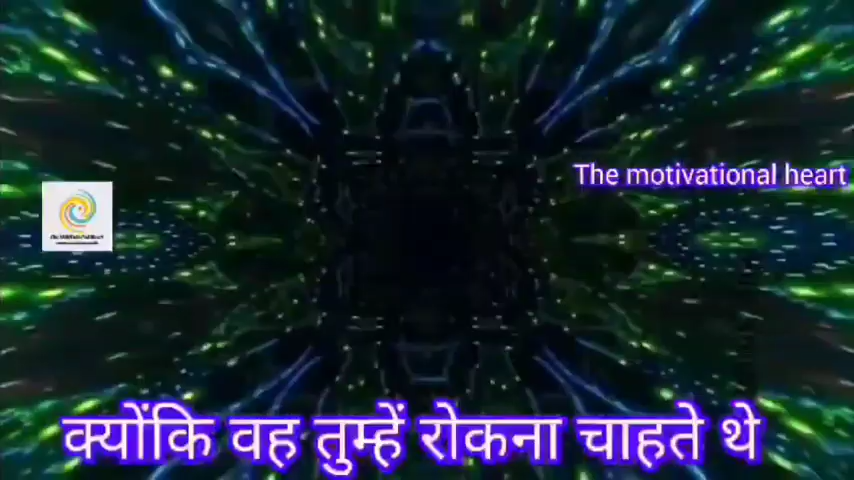 The motivational heart
क्योंकि वह तुम्हें रोकना चाहते थे